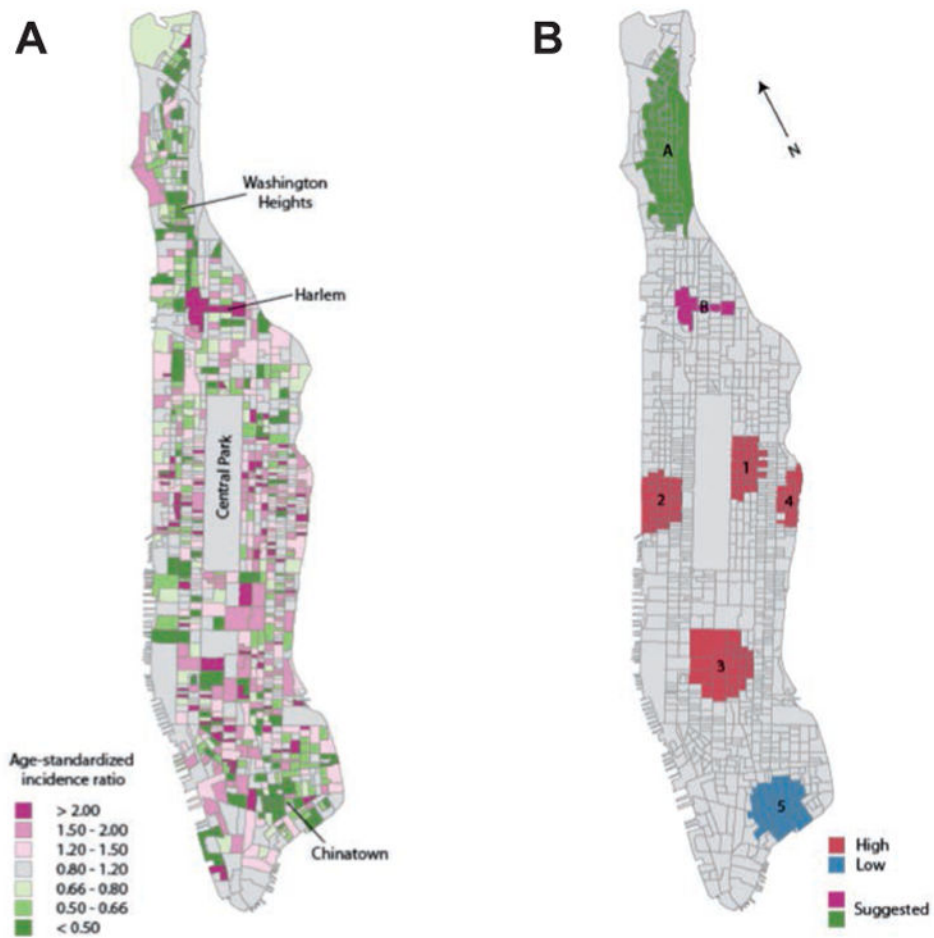 A
Washington
Heights
Harlem
Central Park
Age-standardized
incidence ratio
> 2.00
1.50 - 2.00
1.20 - 1.50
0.80 - 1.20
0.66 - 0.80
0.50 - 0.66
< 0.50
Chinatown
B
N
A
B
1
2
4
3
5
High
Low
Suggested